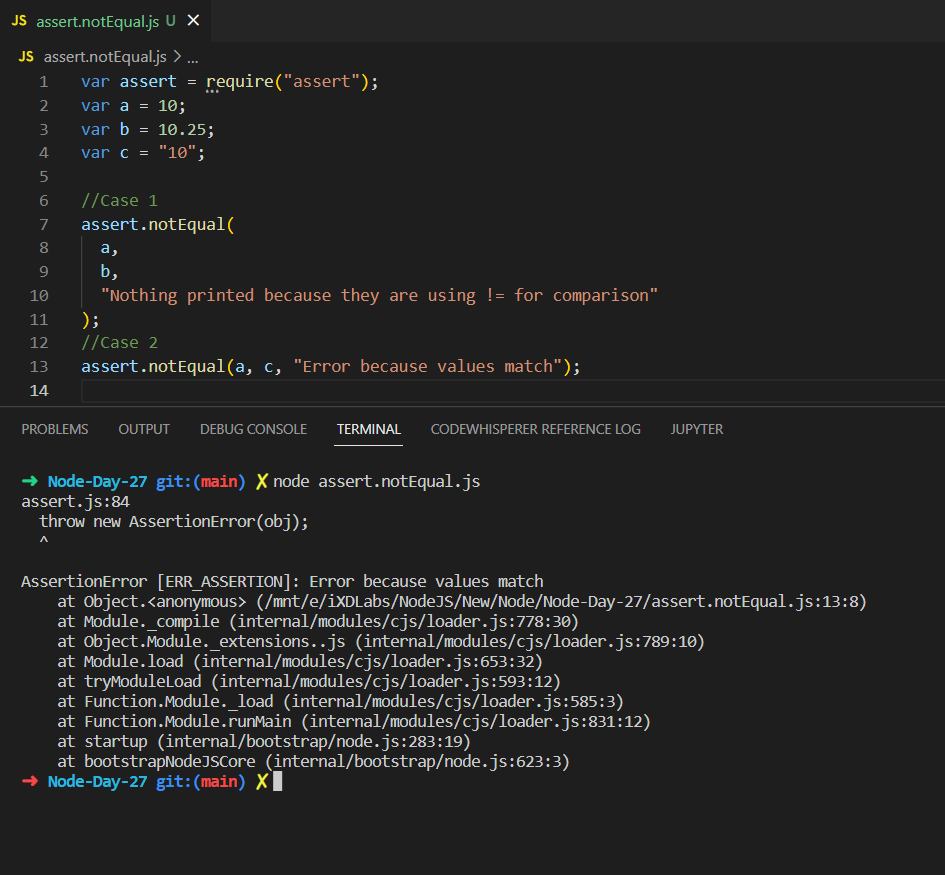 JS assert.notEqual.js U ✕
JS assert.notEqual.js > ...
1 var assert = require("assert");
2 var a = 10;
3 var b = 10.25;
4 var c = "10";
5
6 //Case 1
7 assert.notEqual(
8   a,
9   b,
10   "Nothing printed because they are using != for comparison"
11 );
12 //Case 2
13 assert.notEqual(a, c, "Error because values match");
14
PROBLEMS OUTPUT DEBUG CONSOLE TERMINAL CODEWHISPERER REFERENCE LOG JUPYTER
➜ Node-Day-27 git:(main) ✗ node assert.notEqual.js
assert.js:84
  throw new AssertionError(obj);
  ^
AssertionError [ERR_ASSERTION]: Error because values match
    at Object.<anonymous> (/mnt/e/iXDLabs/NodeJS/New/Node/Node-Day-27/assert.notEqual.js:13:8)
    at Module._compile (internal/modules/cjs/loader.js:778:30)
    at Object.Module._extensions..js (internal/modules/cjs/loader.js:789:10)
    at Module.load (internal/modules/cjs/loader.js:653:32)
    at tryModuleLoad (internal/modules/cjs/loader.js:593:12)
    at Function.Module._load (internal/modules/cjs/loader.js:585:3)
    at Function.Module.runMain (internal/modules/cjs/loader.js:831:12)
    at startup (internal/bootstrap/node.js:283:19)
    at bootstrapNodeJSCore (internal/bootstrap/node.js:623:3)
➜ Node-Day-27 git:(main) ✗